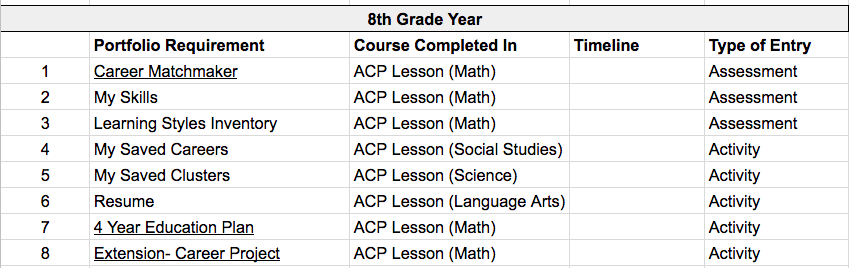 8th Grade Year
Portfolio Requirement Course Completed In Timeline Type of Entry
1 Career Matchmaker ACP Lesson (Math) Assessment
2 My Skills ACP Lesson (Math) Assessment
3 Learning Styles Inventory ACP Lesson (Math) Assessment
4 My Saved Careers ACP Lesson (Social Studies) Activity
5 My Saved Clusters ACP Lesson (Science) Activity
6 Resume ACP Lesson (Language Arts) Activity
7 4 Year Education Plan ACP Lesson (Math) Activity
8 Extension- Career Project ACP Lesson (Math) Activity